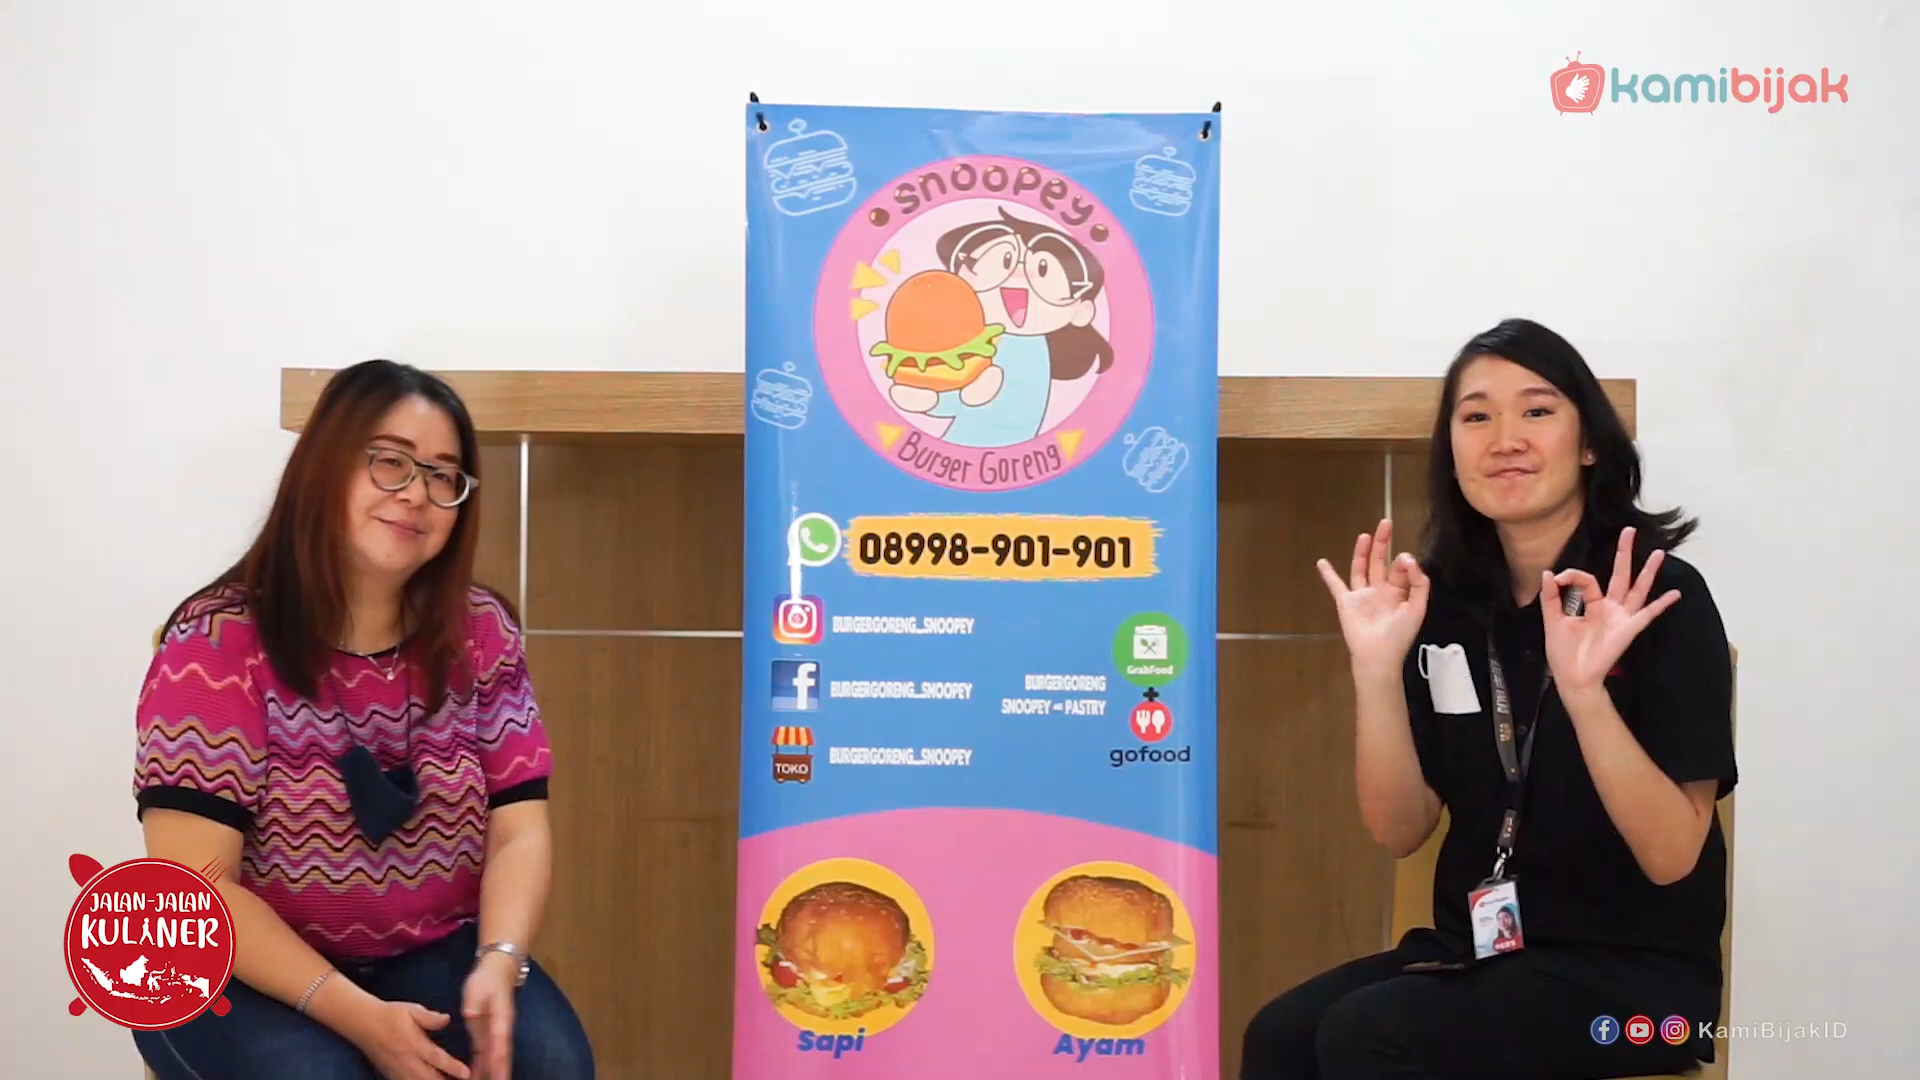 kamibijak
snoopey
Burger Goreng
08998-901-901
BURGERGORENG_SNOOPEY
BURGERGORENG_SNOOPEY
TOKO
BURGERGORENG_SNOOPEY
GrabFood
BURGERGORENG
SNOOPEY - PASTRY
gofood
Sapi
Ayam
JALAN-JALAN
KULINER
KamiBijakID